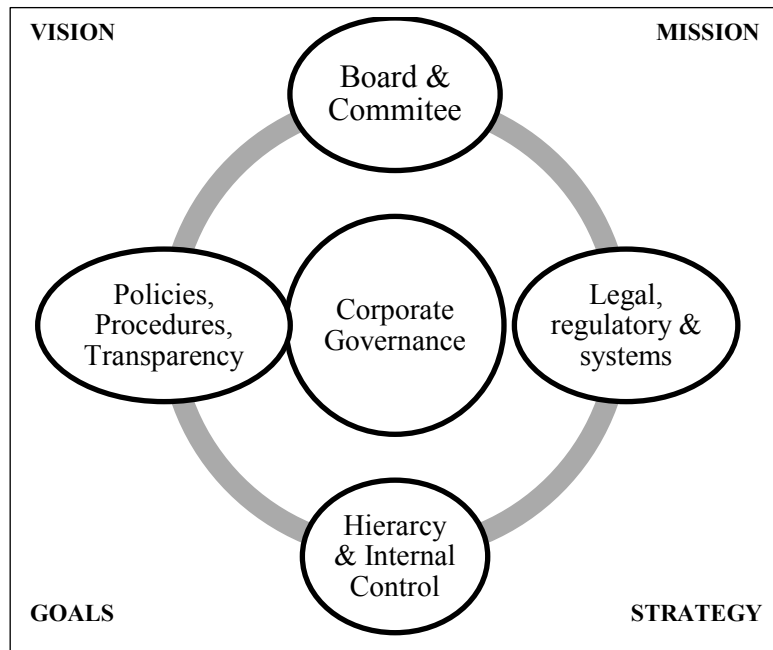 VISION
MISSION
Board &
Commitee
Policies,
Procedures,
Transparency
Corporate
Governance
Legal,
regulatory &
systems
Hierarcy
& Internal
Control
GOALS
STRATEGY